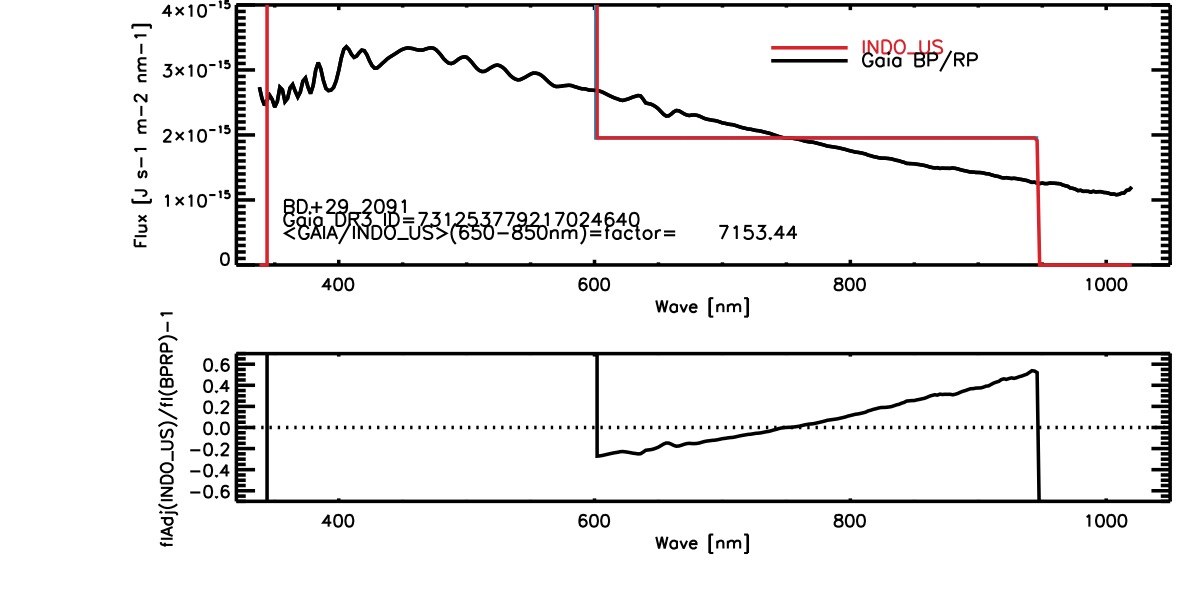 4×10−15
3×10−15
2×10−15
1×10−15
0
Flux [J s−1 m−2 nm−1]
INDO_US
Gaia BP/RP
BD+29_2091
Gaia DR3 ID=731253779217024640
<GAIA/INDO_US>(650−850nm)=factor= 7153.44
400 600 800 1000
Wave [nm]
flAdj(INDO_US)/fl(BPRP)−1
0.6
0.4
0.2
0.0
−0.2
−0.4
−0.6
400 600 800 1000
Wave [nm]